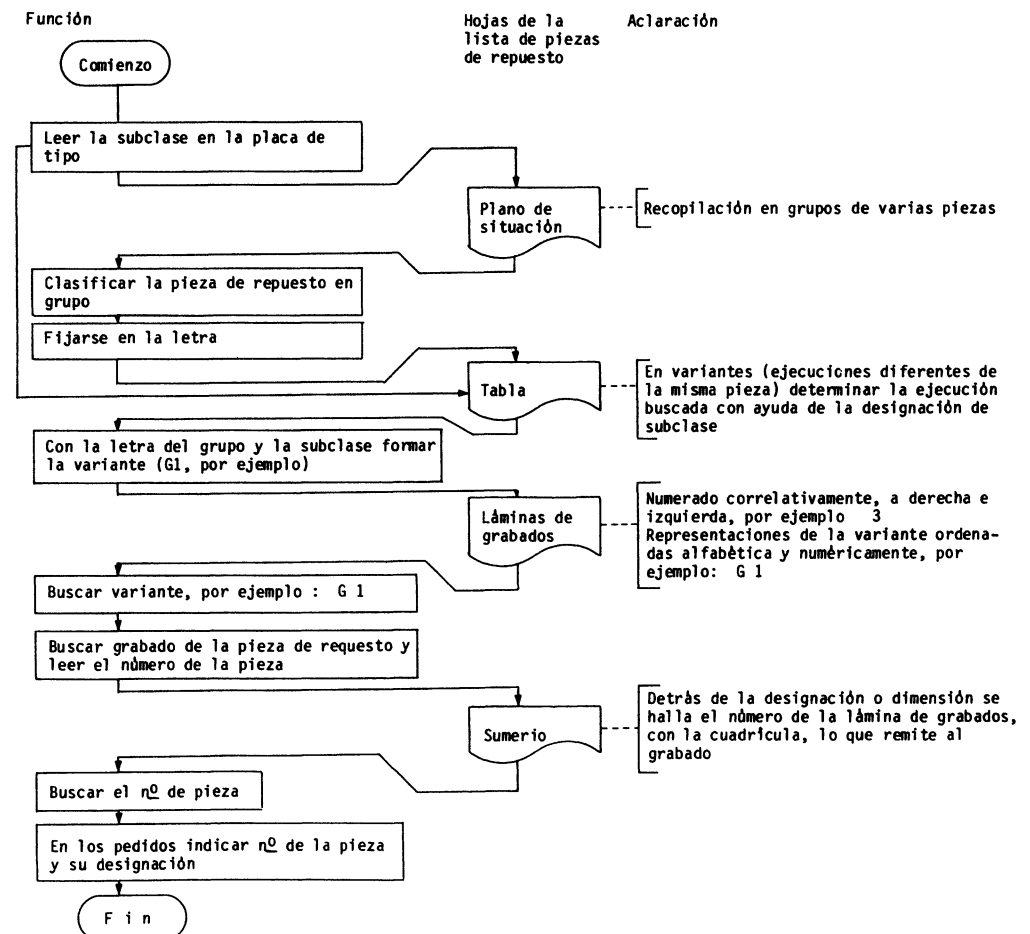 Función
Hojas de la
lista de piezas
de repuesto
Aclaración
Comienzo
Leer la subclase en la placa de
tipo
Plano de
situación
Recopilación en grupos de varias piezas
Clasificar la pieza de repuesto en
grupo
Fijarse en la letra
Tabla
En variantes (ejecuciones diferentes de
la misma pieza) determinar la ejecución
buscada con ayuda de la designación de
subclase
Con la letra del grupo y la subclase formar
la variante (G1, por ejemplo)
Láminas de
grabados
Numerado correlativamente, a derecha e
izquierda, por ejemplo 3
Representaciones de la variante ordena-
das alfabètica y numéricamente, por
ejemplo: G 1
Buscar variante, por ejemplo : G 1
Buscar grabado de la pieza de requesto y
leer el número de la pieza
Sumerio
Detrás de la designación o dimensión se
halla el número de la lámina de grabados,
con la cuadrícula, lo que remite al
grabado
Buscar el nº de pieza
En los pedidos indicar nº de la pieza
y su designación
F i n